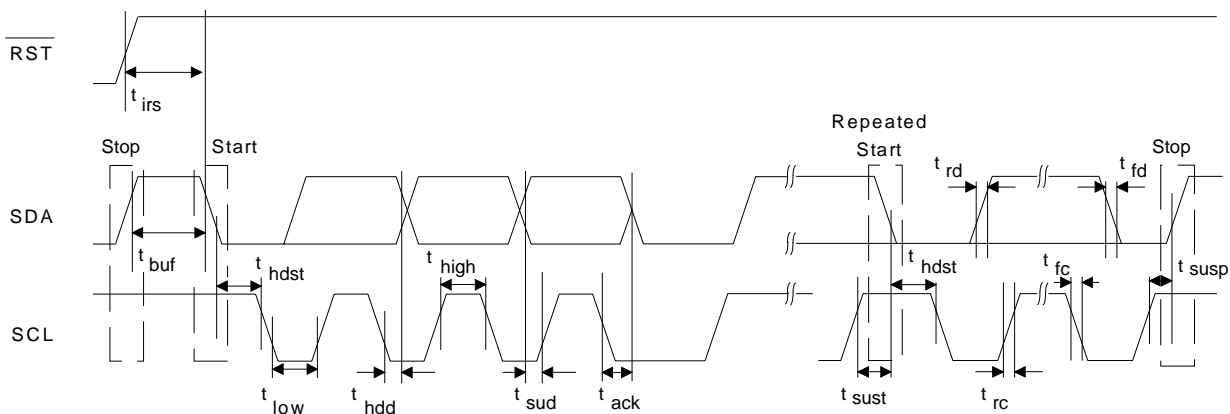 RST
t irs
Repeated
Stop Start Start Stop
t rd t fd
SDA
t buf t hdst t high t hdst t fc t susp
SCL
t low t hdd t sud t ack t sust t rc